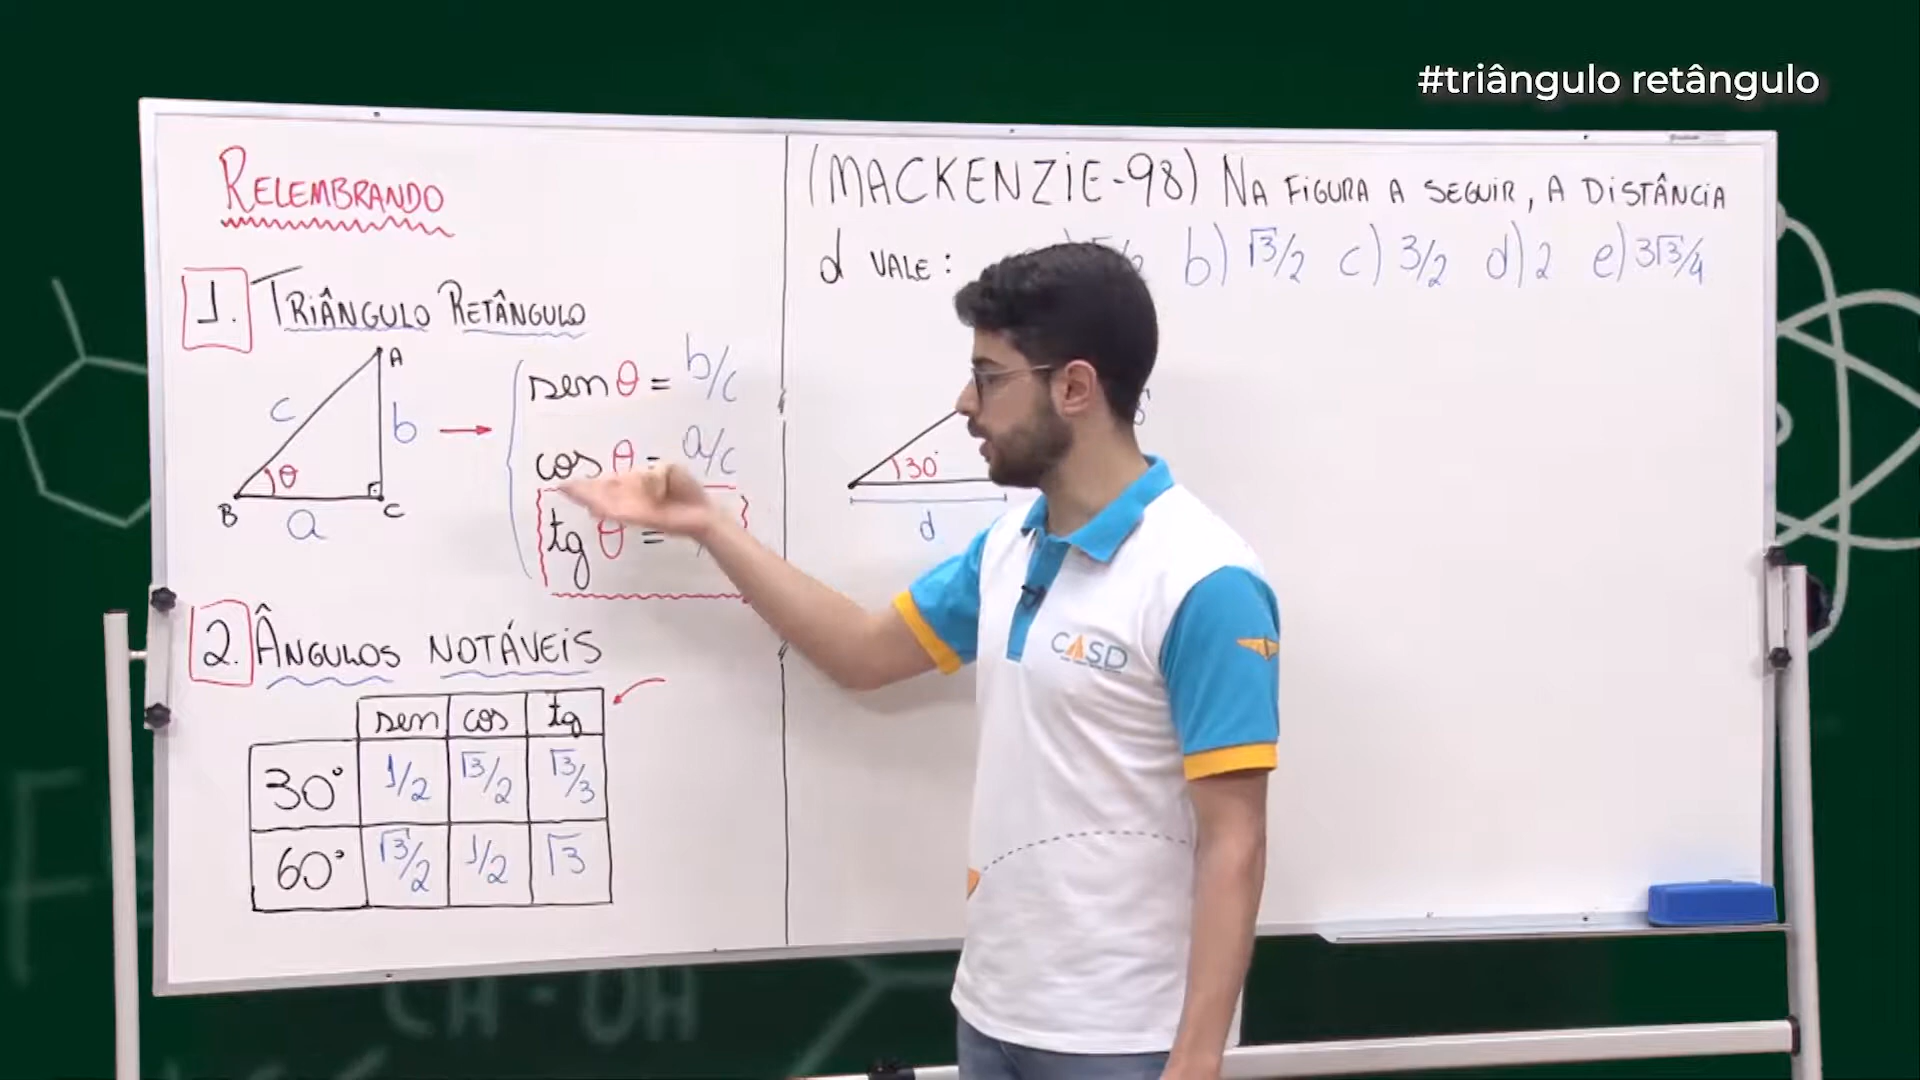 #triângulo retângulo
RELEMBRANDO
1. TRIÂNGULO RETÂNGULO
A
c
b
θ
B
a
C
sen θ = b/c
cos θ = a/c
tg θ =
2. ÂNGULOS NOTÁVEIS
sen cos tg
30° 1/2 √3/2 √3/3
60° √3/2 1/2 √3
(MACKENZIE-98) NA FIGURA A SEGUIR, A DISTÂNCIA
d VALE: b) √3/2 c) 3/2 d) 2 e) 3√3/4
30°
d
CASD